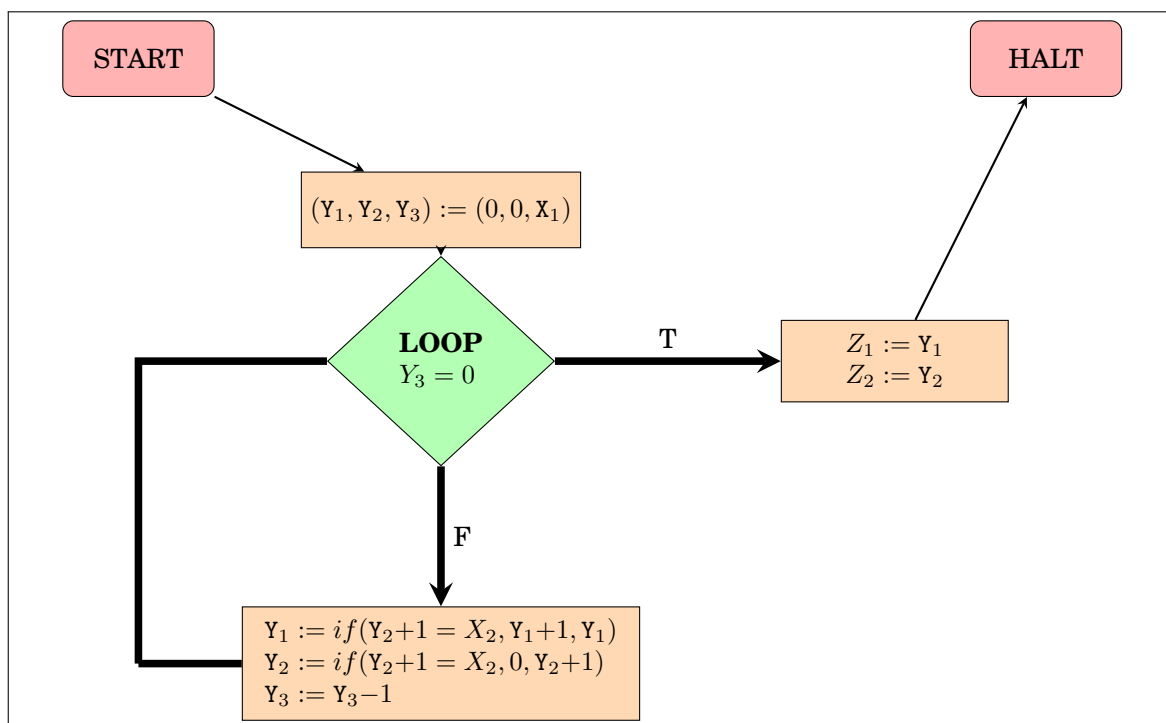 START
HALT
(Y₁, Y₂, Y₃) := (0, 0, X₁)
LOOP
Y₃ = 0
T
Z₁ := Y₁
Z₂ := Y₂
F
Y₁ := if(Y₂+1 = X₂, Y₁+1, Y₁)
Y₂ := if(Y₂+1 = X₂, 0, Y₂+1)
Y₃ := Y₃−1